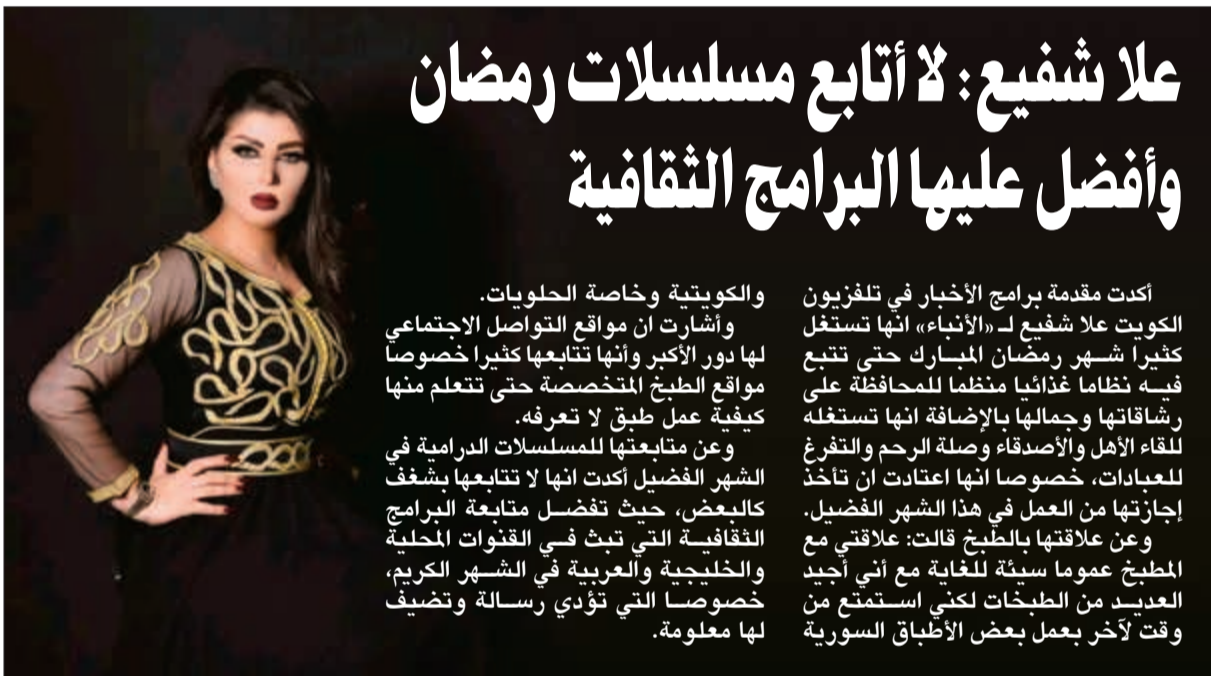 علا شفيع: لا أتابع مسلسلات رمضان
وأفضل عليها البرامج الثقافية
أكدت مقدمة برامج الأخبار في تلفزيون
الكويت علا شفيع لـ «الأنباء» انها تستغل
كثيرا شهر رمضان المبارك حتى تتبع
فيه نظاما غذائيا منظما للمحافظة على
رشاقاتها وجمالها بالإضافة انها تستغله
للقاء الأهل والأصدقاء وصلة الرحم والتفرغ
للعبادات، خصوصا انها اعتادت ان تأخذ
إجازتها من العمل في هذا الشهر الفضيل.
وعن علاقتها بالطبخ قالت: علاقتي مع
المطبخ عموما سيئة للغاية مع أني أجيد
العديد من الطبخات لكني استمتع من
وقت لآخر بعمل بعض الأطباق السورية
والكويتية وخاصة الحلويات.
وأشارت ان مواقع التواصل الاجتماعي
لها دور الأكبر وأنها تتابعها كثيرا خصوصا
مواقع الطبخ المتخصصة حتى تتعلم منها
كيفية عمل طبق لا تعرفه.
وعن متابعتها للمسلسلات الدرامية في
الشهر الفضيل أكدت انها لا تتابعها بشغف
كالبعض، حيث تفضل متابعة البرامج
الثقافية التي تبث في القنوات المحلية
والخليجية والعربية في الشهر الكريم،
خصوصا التي تؤدي رسالة وتضيف
لها معلومة.